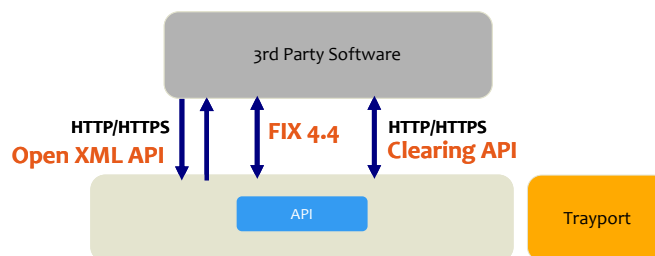 3rd Party Software
HTTP/HTTPS
Open XML API
FIX 4.4
HTTP/HTTPS
Clearing API
API
Trayport